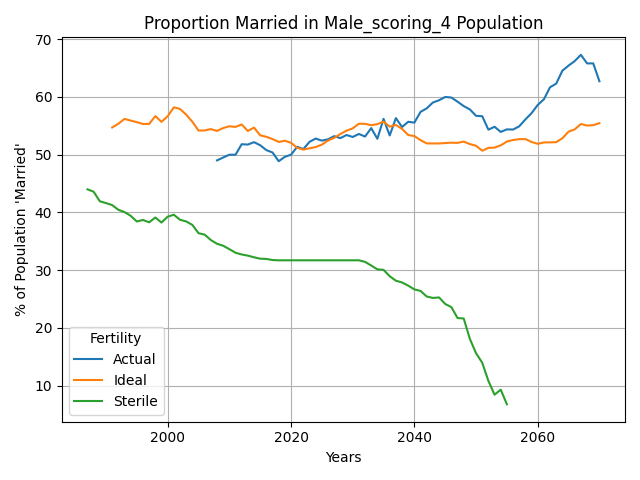 Proportion Married in Male_scoring_4 Population
% of Population 'Married'
70
60
50
40
30
20
10
Fertility
Actual
Ideal
Sterile
2000 2020 2040 2060
Years